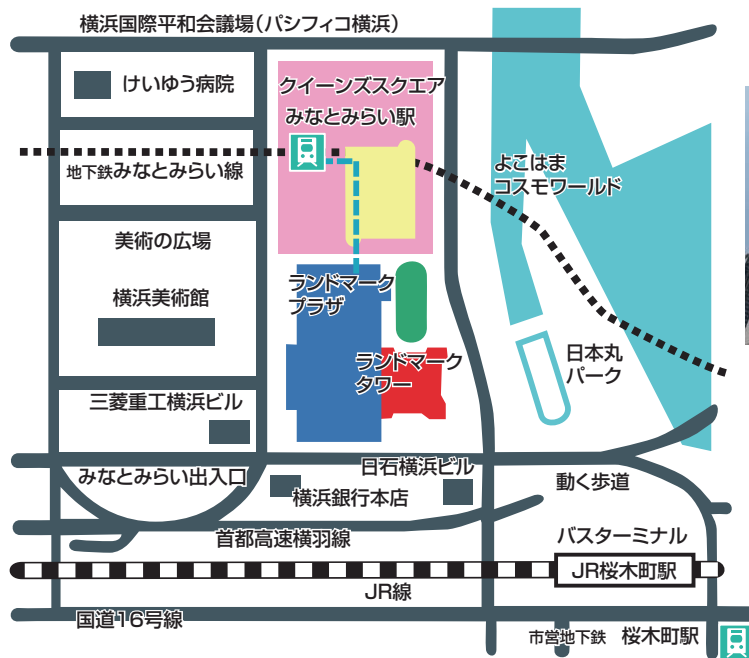 横浜国際平和会議場(パシフィコ横浜)
けいゆう病院
クイーンズスクエア
みなとみらい駅
地下鉄みなとみらい線
よこはま
コスモワールド
美術の広場
横浜美術館
ランドマーク
プラザ
ランドマーク
タワー
日本丸
パーク
三菱重工横浜ビル
みなとみらい出入口
日石横浜ビル
横浜銀行本店
動く歩道
首都高速横羽線
バスターミナル
JR桜木町駅
JR線
国道16号線
市営地下鉄 桜木町駅